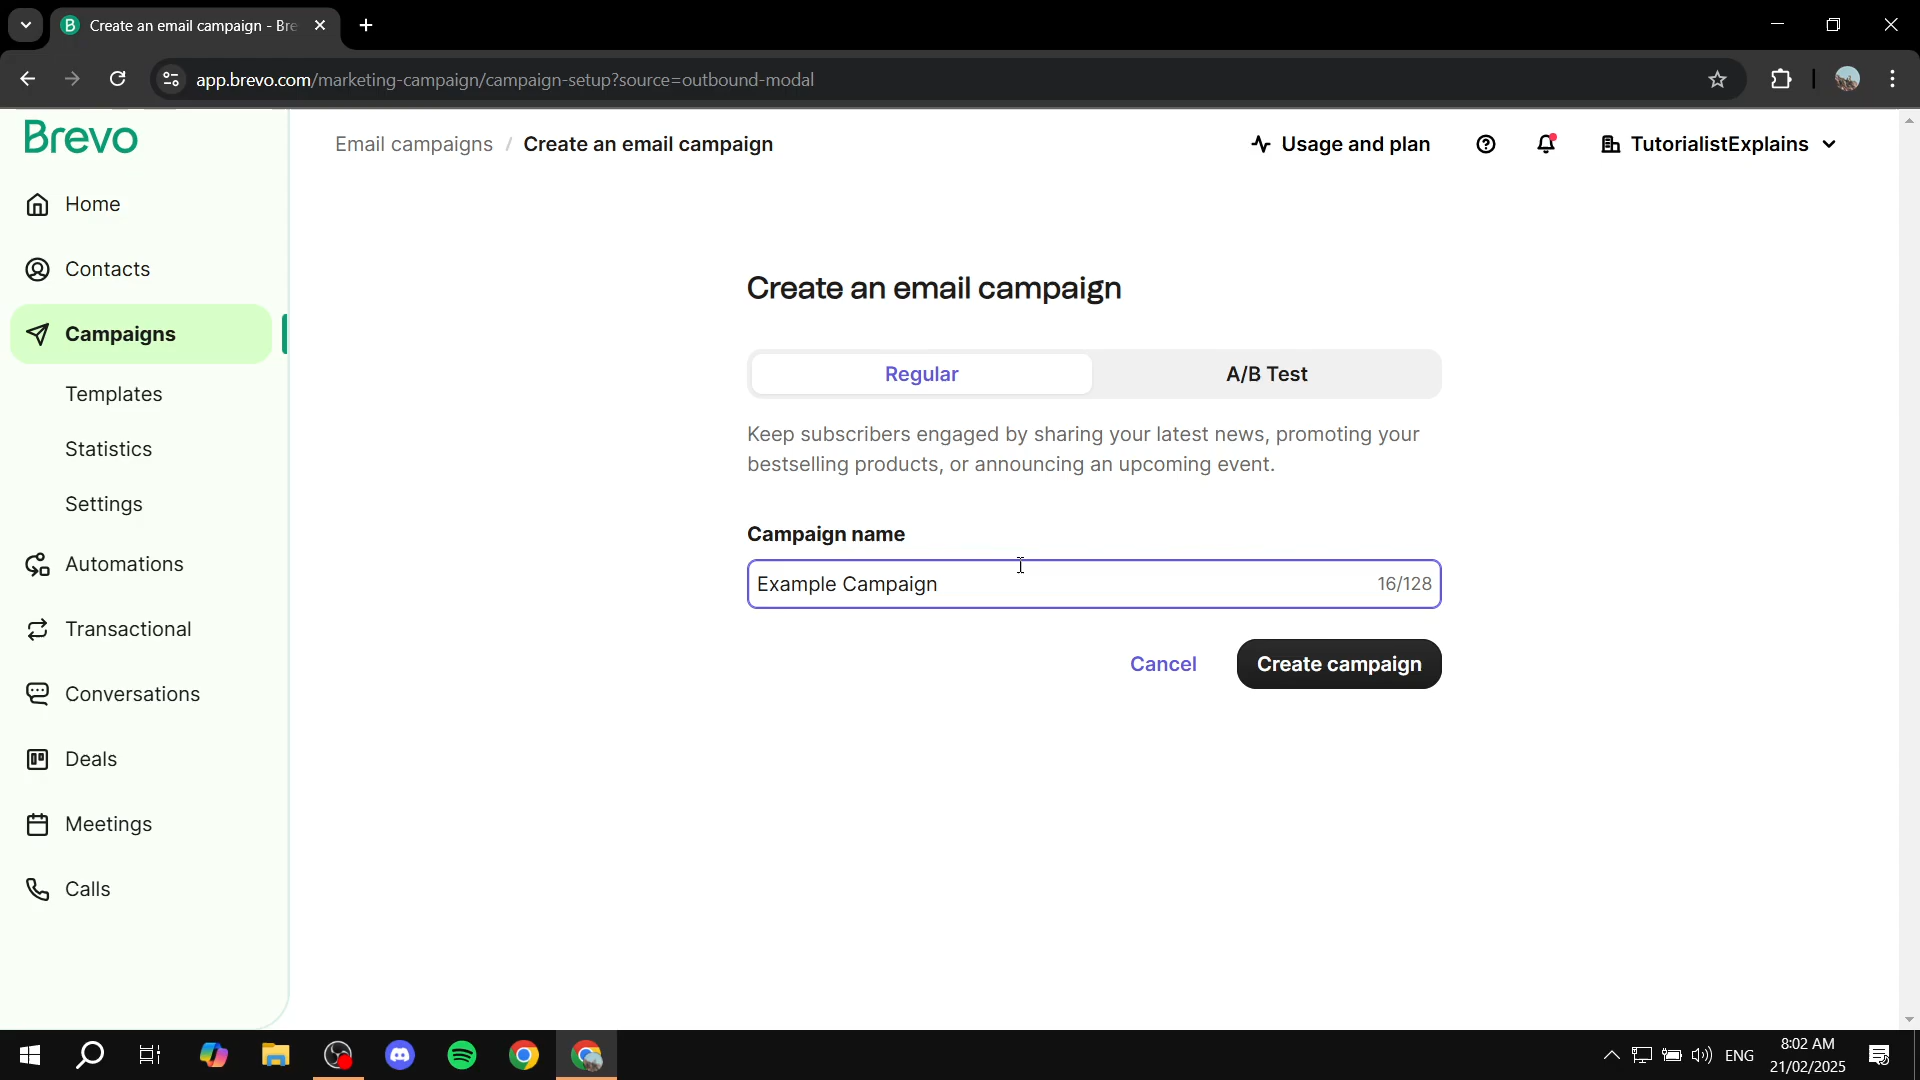 Create an email campaign - Bre
app.brevo.com/marketing-campaign/campaign-setup?source=outbound-modal
Brevo
Email campaigns / Create an email campaign
Usage and plan
TutorialistExplains
Home
Contacts
Campaigns
Templates
Statistics
Settings
Automations
Transactional
Conversations
Deals
Meetings
Calls
Create an email campaign
Regular
A/B Test
Keep subscribers engaged by sharing your latest news, promoting your
bestselling products, or announcing an upcoming event.
Campaign name
Example Campaign
16/128
Cancel
Create campaign
ENG
8:02 AM
21/02/2025